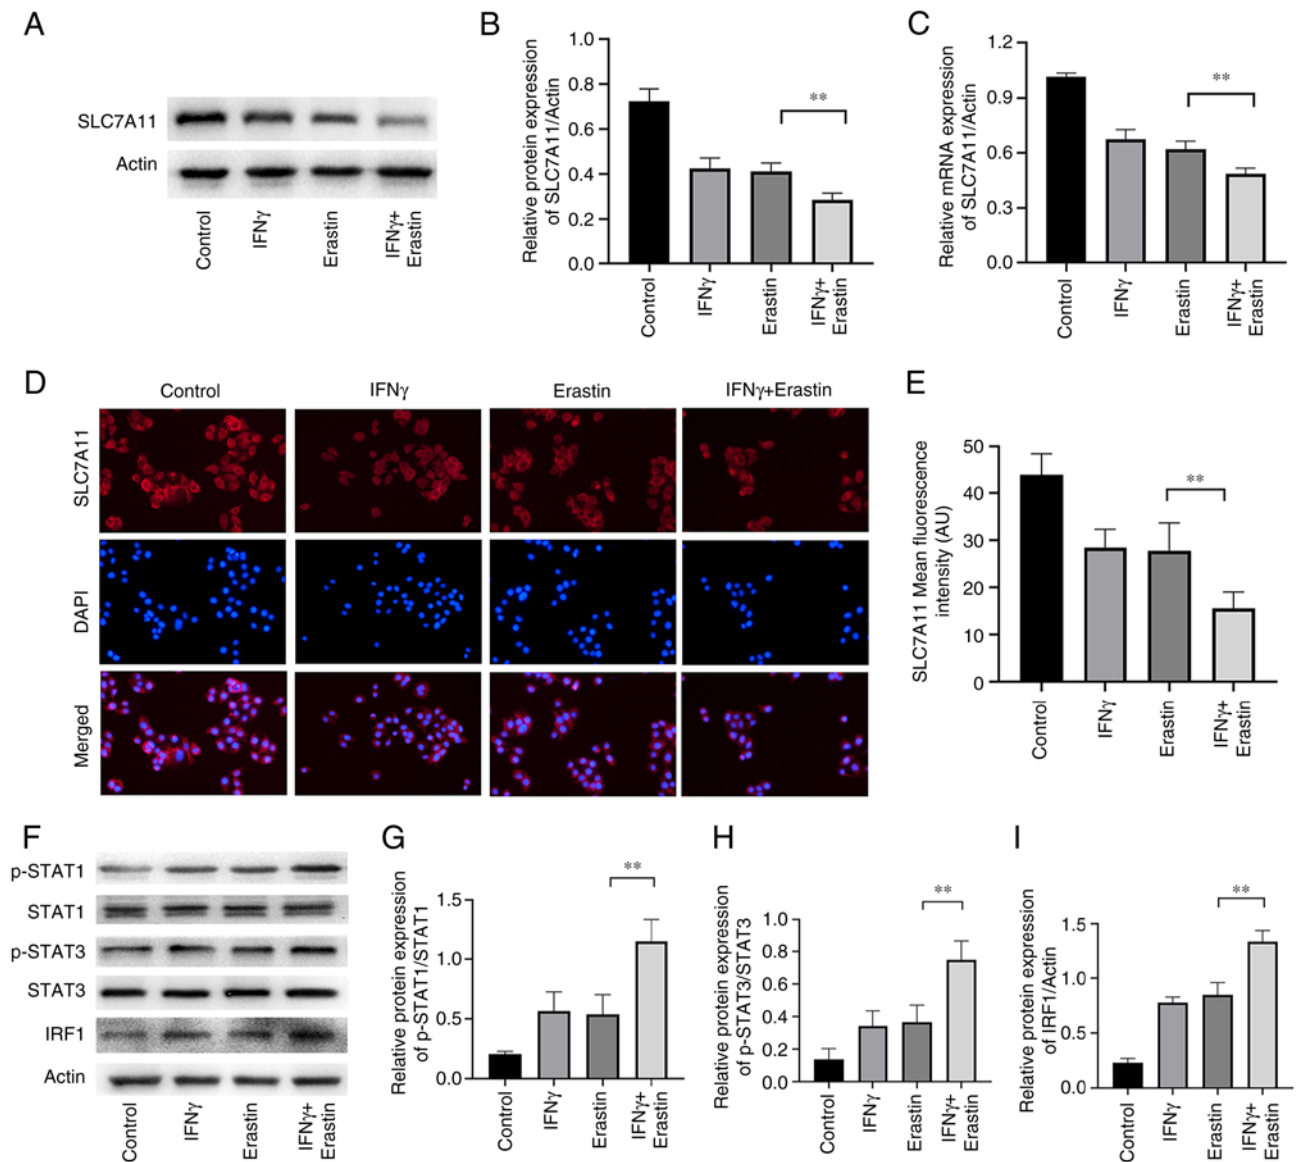 A
SLC7A11
Actin
Control
IFNγ
Erastin
IFNγ+
Erastin
B
Relative protein expression
of SLC7A11/Actin
1.0
0.8
0.6
0.4
0.2
0.0
**
Control
IFNγ
Erastin
IFNγ+
Erastin
C
Relative mRNA expression
of SLC7A11/Actin
1.2
0.9
0.6
0.3
0.0
**
Control
IFNγ
Erastin
IFNγ+
Erastin
D
Control
IFNγ
Erastin
IFNγ+Erastin
SLC7A11
DAPI
Merged
E
SLC7A11 Mean fluorescence
intensity (AU)
50
40
30
20
10
0
**
Control
IFNγ
Erastin
IFNγ+
Erastin
F
p-STAT1
STAT1
p-STAT3
STAT3
IRF1
Actin
Control
IFNγ
Erastin
IFNγ+
Erastin
G
Relative protein expression
of p-STAT1/STAT1
1.5
1.0
0.5
0.0
**
Control
IFNγ
Erastin
IFNγ+
Erastin
H
Relative protein expression
of p-STAT3/STAT3
1.0
0.8
0.6
0.4
0.2
0.0
**
Control
IFNγ
Erastin
IFNγ+
Erastin
I
Relative protein expression
of IRF1/Actin
1.5
1.0
0.5
0.0
**
Control
IFNγ
Erastin
IFNγ+
Erastin